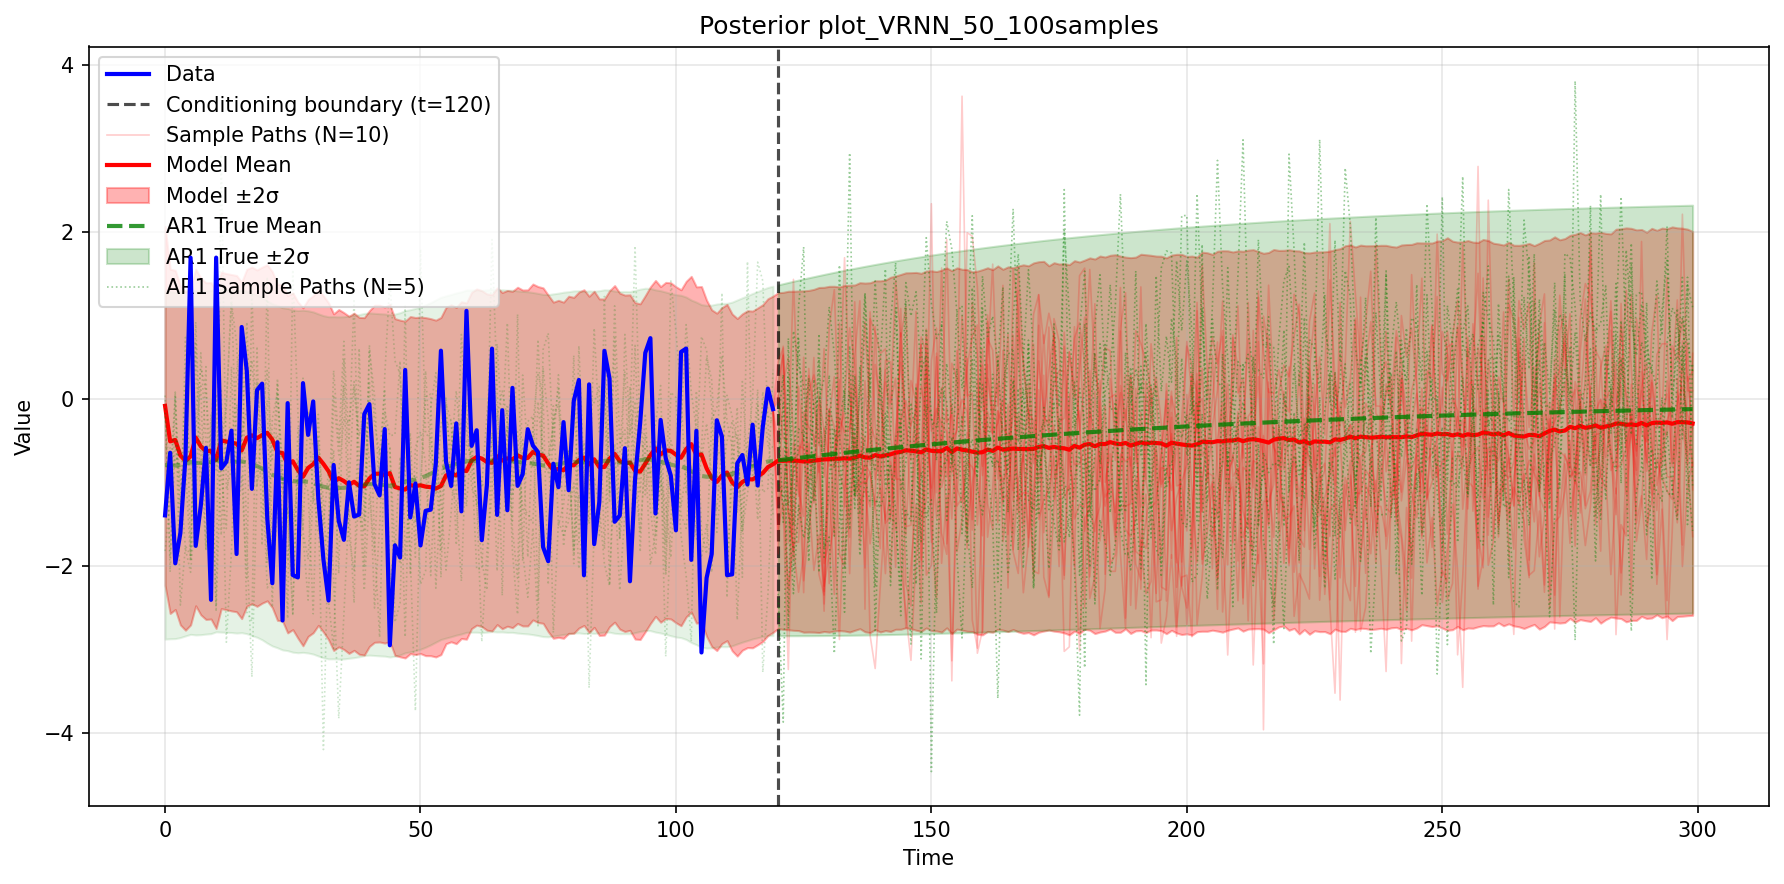 Posterior plot_VRNN_50_100samples
Data
Conditioning boundary (t=120)
Sample Paths (N=10)
Model Mean
Model ±2σ
AR1 True Mean
AR1 True ±2σ
AR1 Sample Paths (N=5)
4
2
0
−2
−4
Value
0 50 100 150 200 250 300
Time